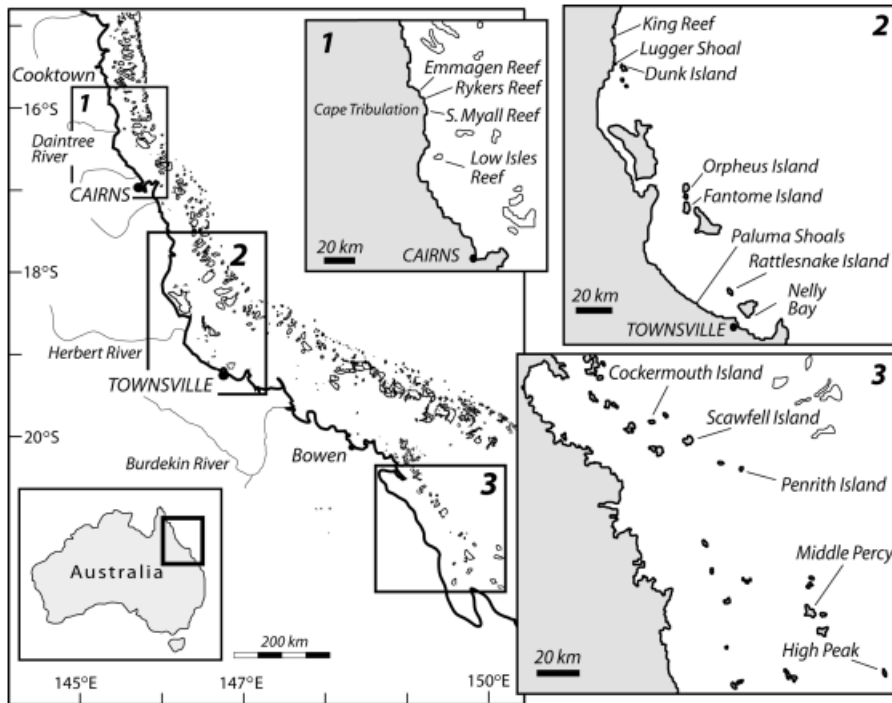 Cooktown
16°S
1
Daintree
River
CAIRNS
2
18°S
Herbert River
TOWNSVILLE
20°S
Burdekin River
Bowen
3
Australia
200 km
145°E
147°E
150°E
1
Emmagen Reef
Rykers Reef
Cape Tribulation
S. Myall Reef
Low Isles
Reef
20 km
CAIRNS
2
King Reef
Lugger Shoal
Dunk Island
Orpheus Island
Fantome Island
Paluma Shoals
Rattlesnake Island
20 km
Nelly
Bay
TOWNSVILLE
3
Cockermouth Island
Scawfell Island
Penrith Island
Middle Percy
High Peak
20 km